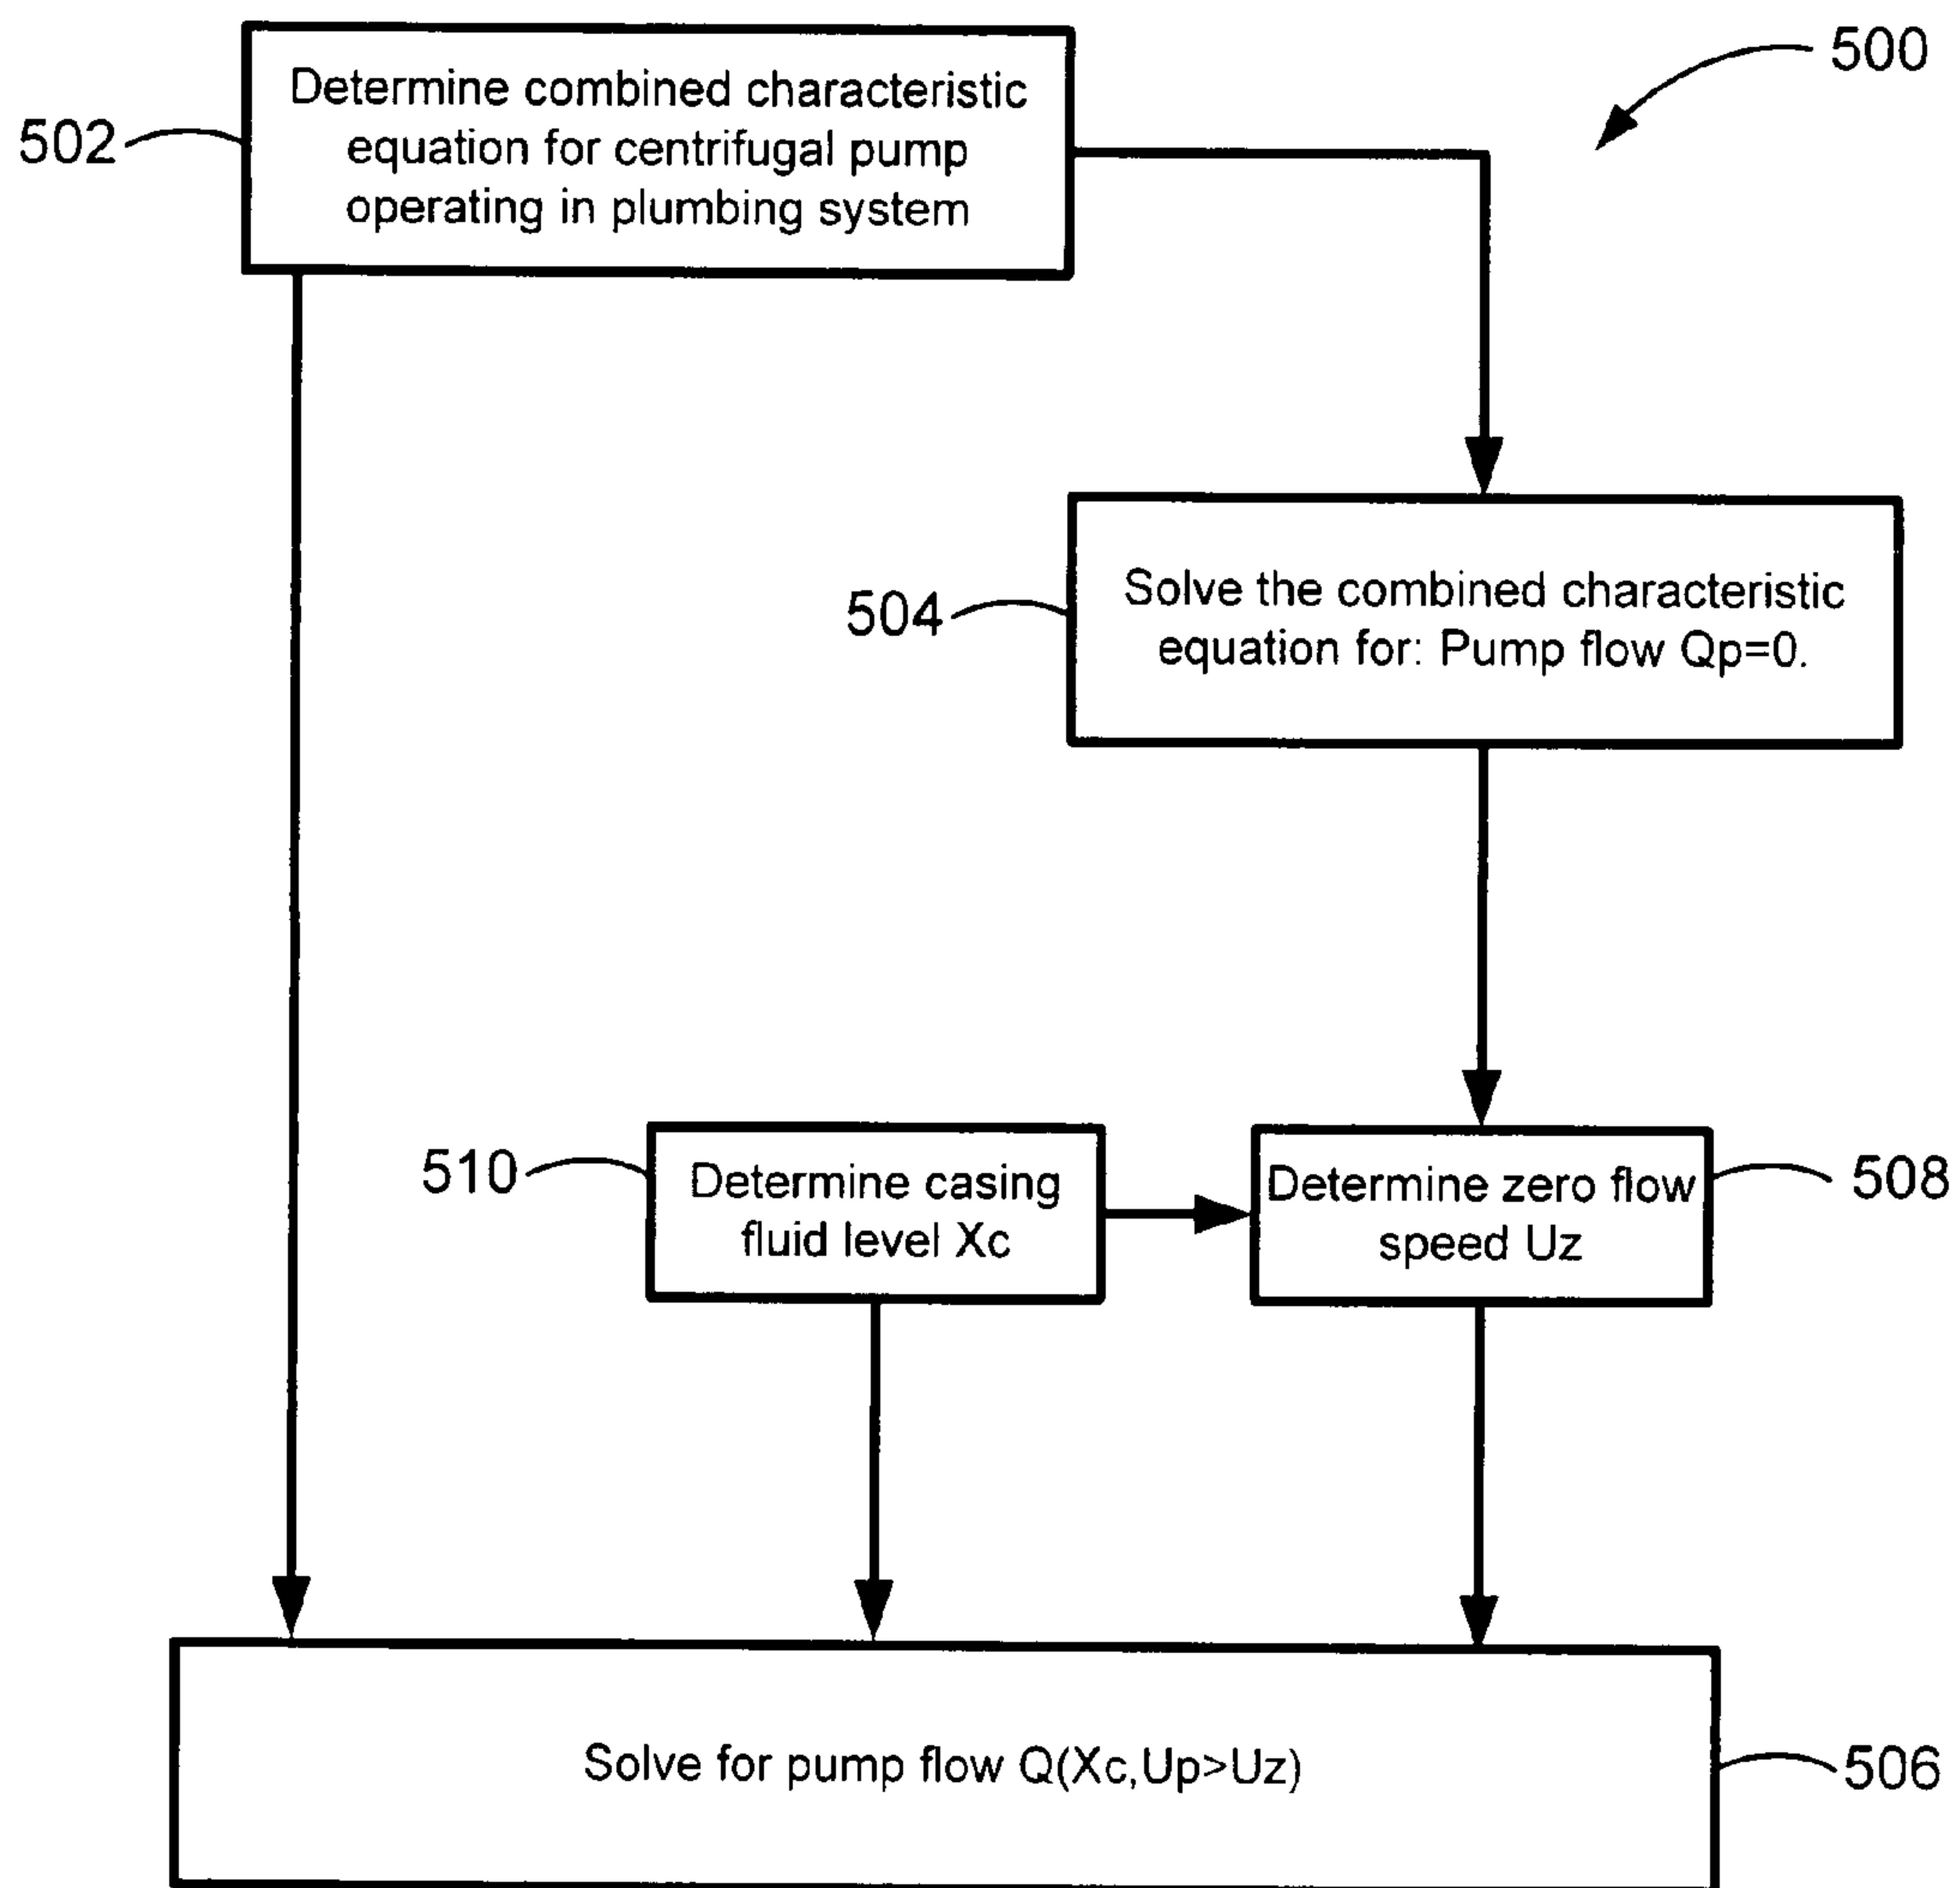 500
502
Determine combined characteristic
equation for centrifugal pump
operating in plumbing system
504
Solve the combined characteristic
equation for: Pump flow Qp=0.
510
Determine casing
fluid level Xc
Determine zero flow
speed Uz
508
Solve for pump flow Q(Xc,Up>Uz)
506